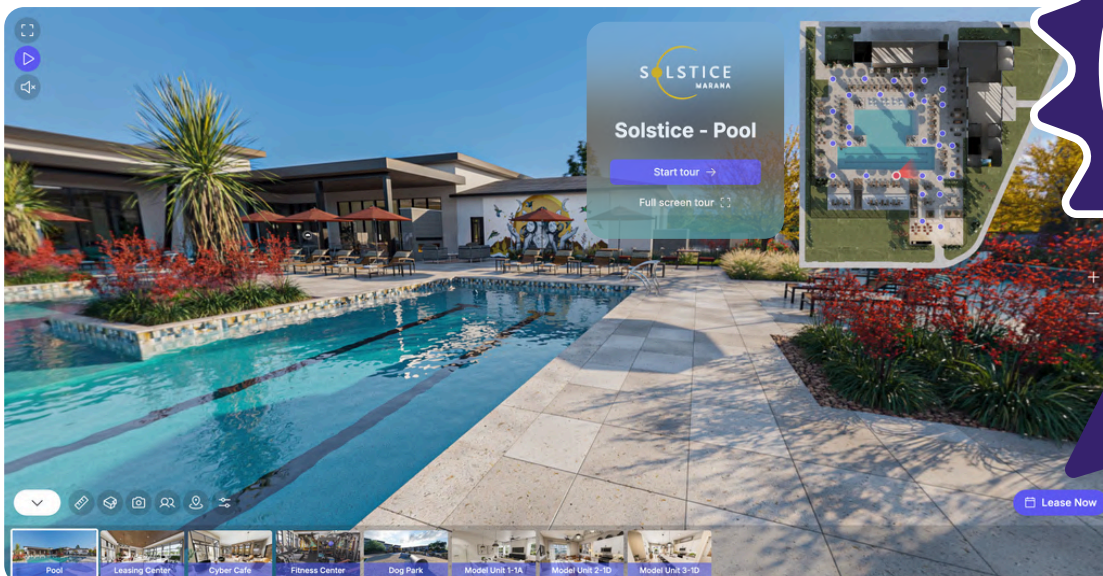 SOLSTICE
MARANA
Solstice - Pool
Start tour →
Full screen tour
Lease Now
Pool
Leasing Center
Cyber Cafe
Fitness Center
Dog Park
Model Unit 1-1A
Model Unit 2-1D
Model Unit 3-1D